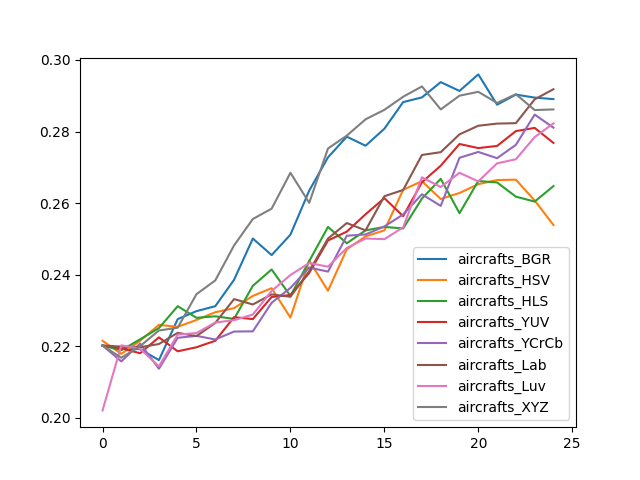 0.30
0.28
0.26
0.24
0.22
0.20
0 5 10 15 20 25
aircrafts_BGR
aircrafts_HSV
aircrafts_HLS
aircrafts_YUV
aircrafts_YCrCb
aircrafts_Lab
aircrafts_Luv
aircrafts_XYZ